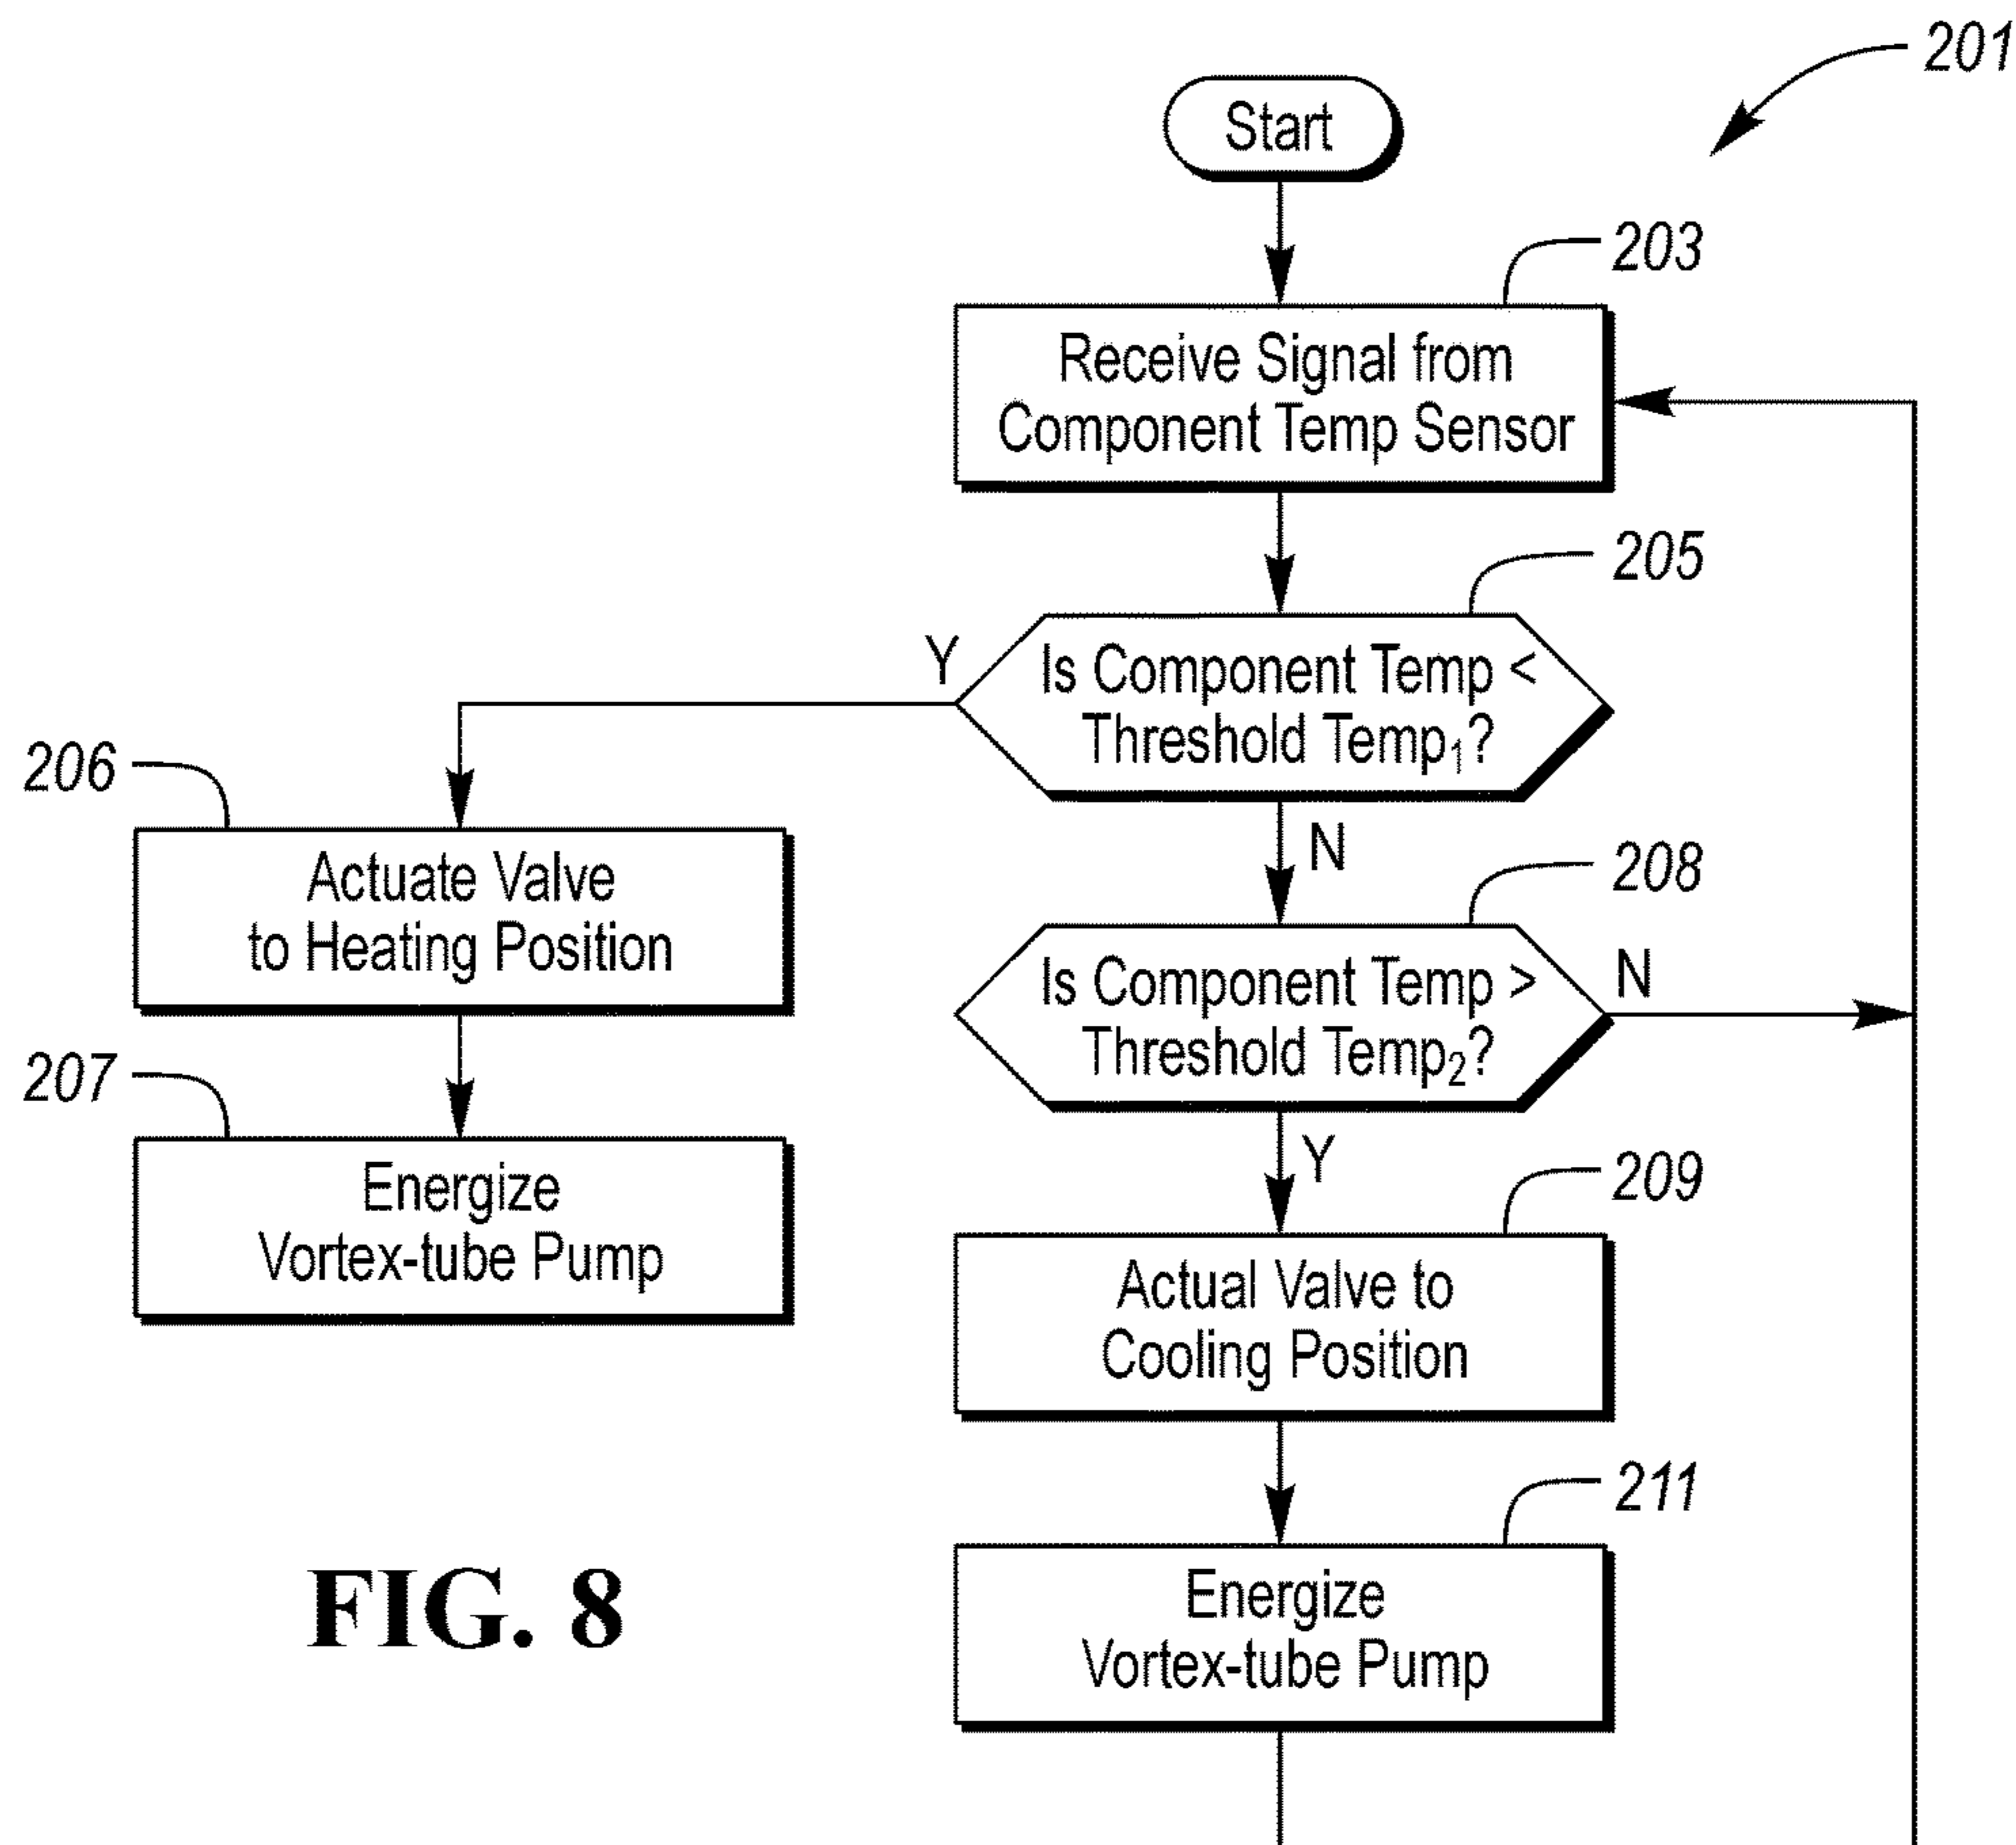 201
Start
203
Receive Signal from
Component Temp Sensor
205
Y
Is Component Temp <
Threshold Temp₁?
206
Actuate Valve
to Heating Position
N
208
Is Component Temp >
Threshold Temp₂?
N
207
Energize
Vortex-tube Pump
Y
209
Actual Valve to
Cooling Position
211
Energize
Vortex-tube Pump
FIG. 8